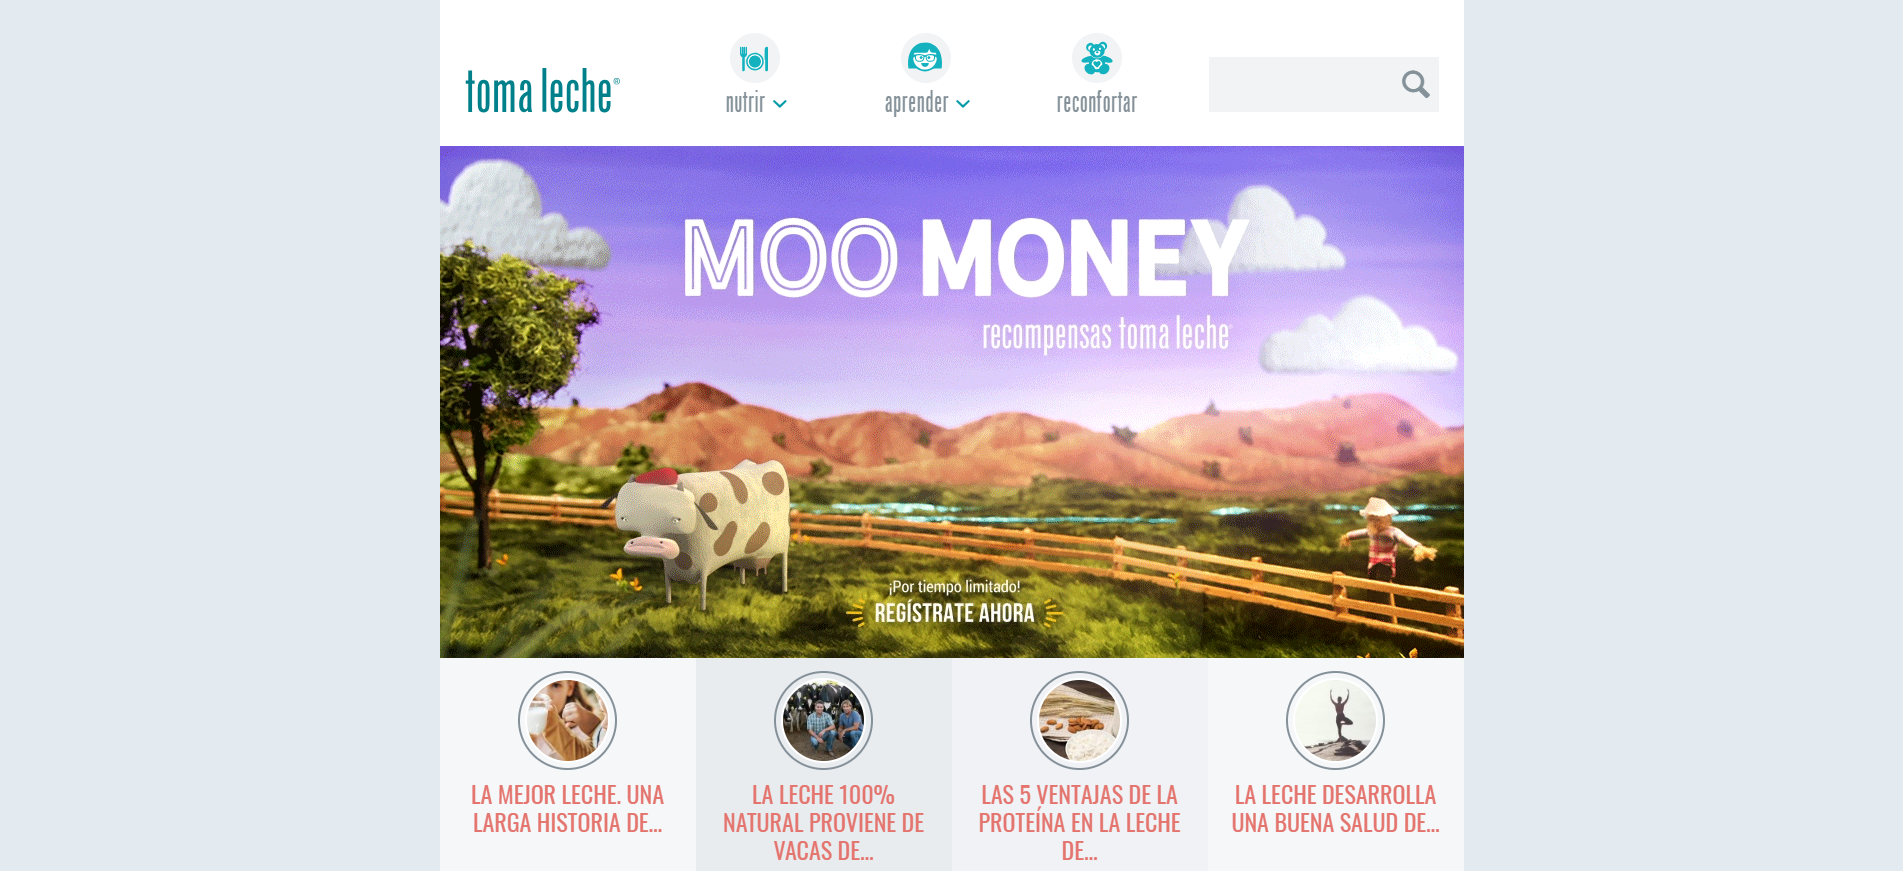 toma leche®
nutrir
aprender
reconfortar
MOO MONEY
recompensas toma leche
¡Por tiempo limitado!
REGÍSTRATE AHORA
LA MEJOR LECHE. UNA
LARGA HISTORIA DE...
LA LECHE 100%
NATURAL PROVIENE DE
VACAS DE...
LAS 5 VENTAJAS DE LA
PROTEÍNA EN LA LECHE
DE...
LA LECHE DESARROLLA
UNA BUENA SALUD DE...